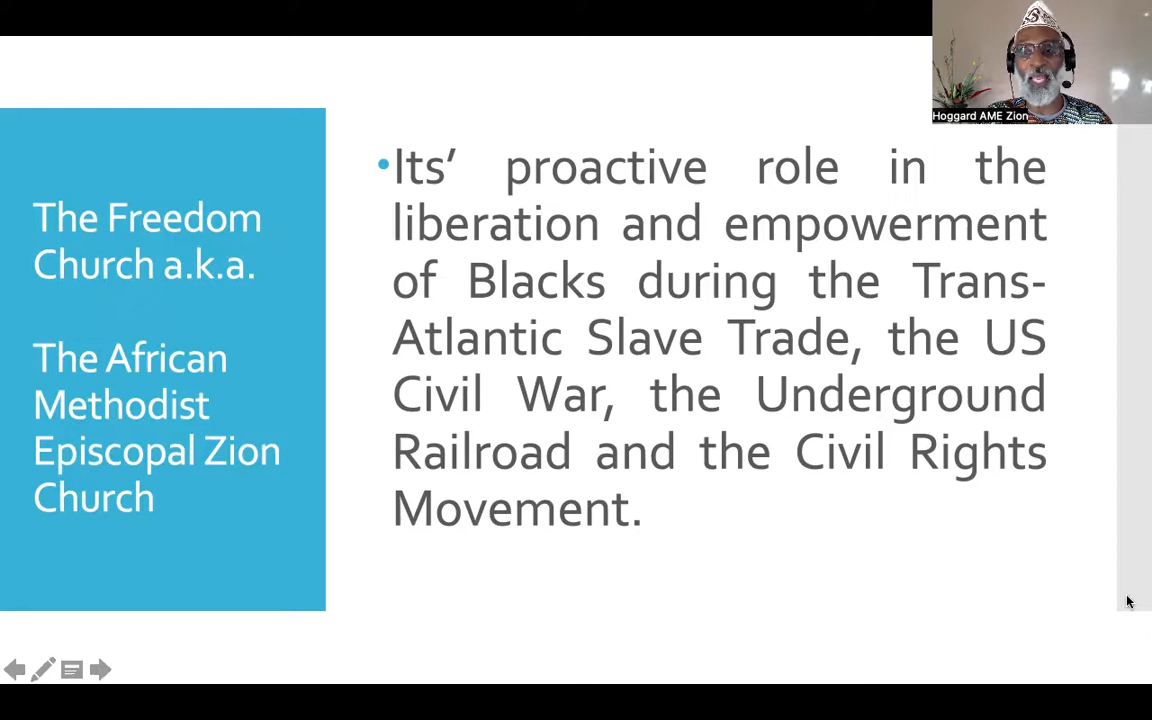 The Freedom
Church a.k.a.
The African
Methodist
Episcopal Zion
Church
•Its’ proactive role in the
liberation and empowerment
of Blacks during the Trans-
Atlantic Slave Trade, the US
Civil War, the Underground
Railroad and the Civil Rights
Movement.
Hoggard AME Zion